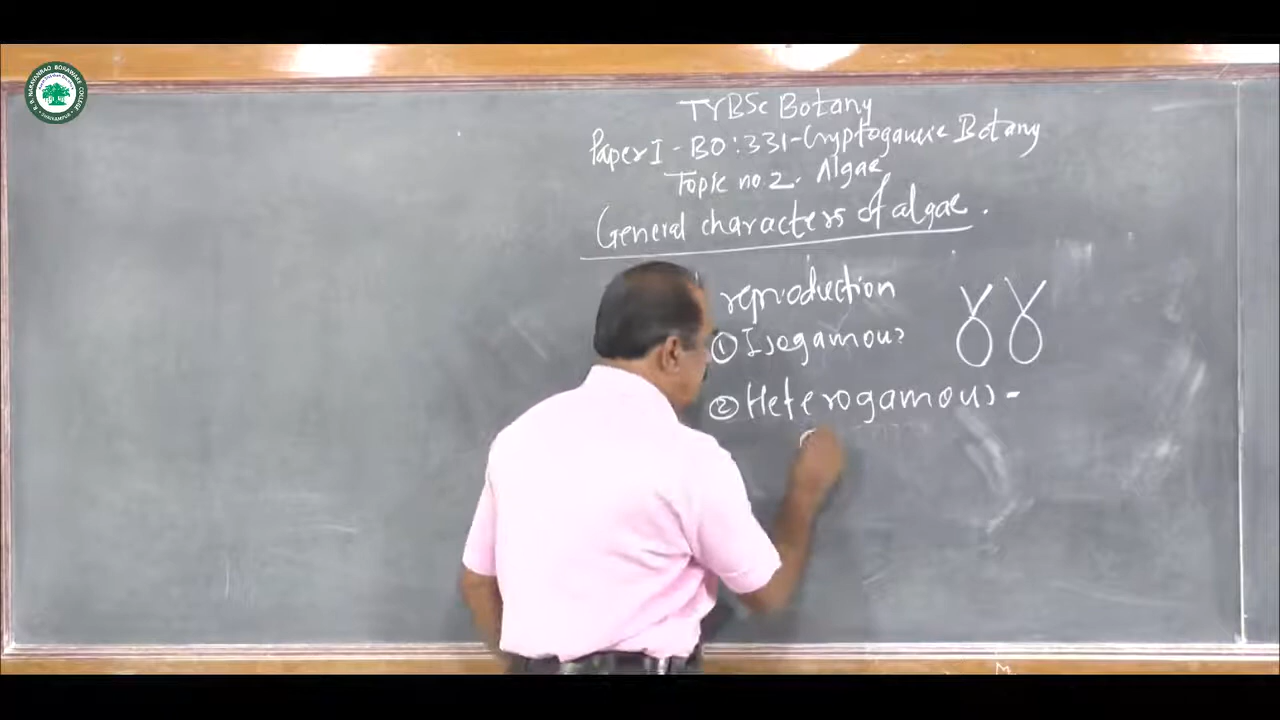 TYBSc Botany
Paper I - BO:331-Cryptogamic Botany
Topic no.2. Algae
General characters of algae.
reproduction
① Isogamous
② Heterogamous -